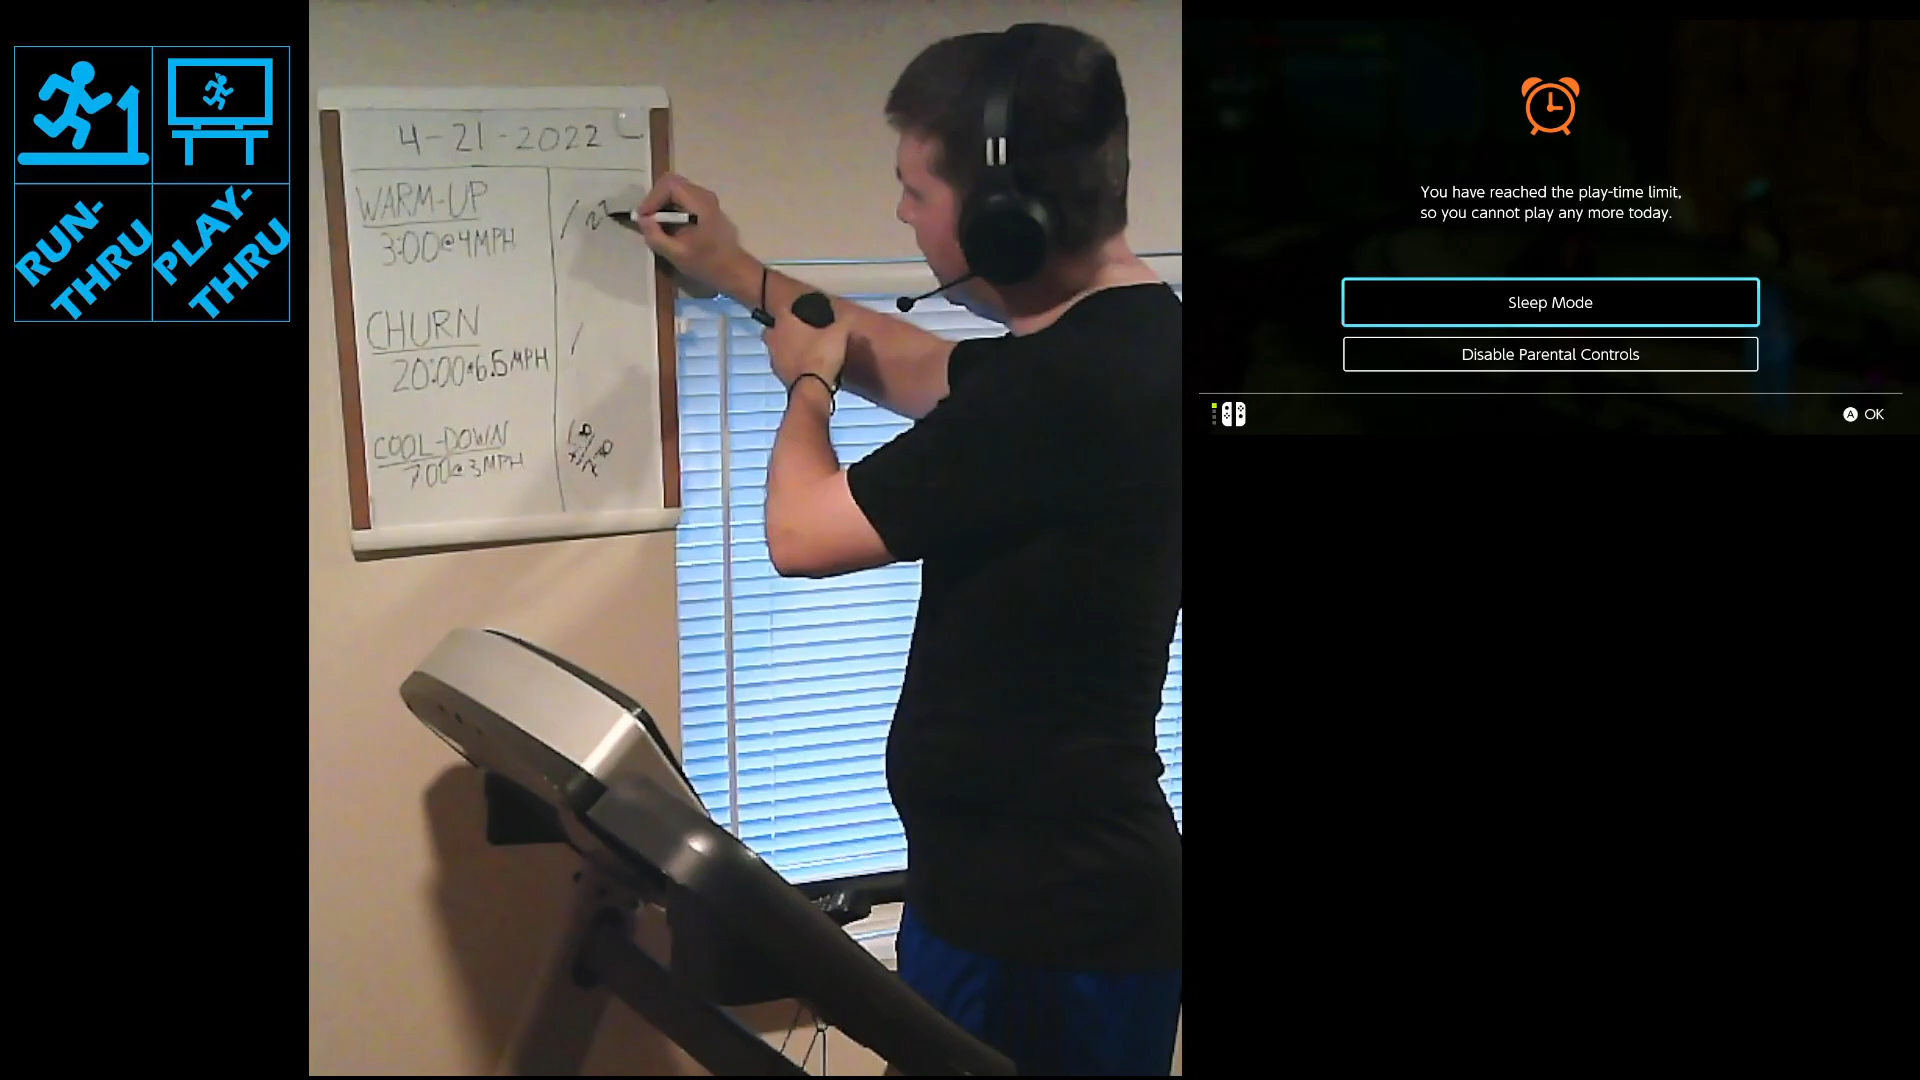 RUN-
THRU
PLAY-
THRU
4-21-2022
WARM-UP
3:00@4MPH
CHURN
20:00@6.5MPH
COOL-DOWN
7:00@3MPH
You have reached the play-time limit,
so you cannot play any more today.
Sleep Mode
Disable Parental Controls
A OK